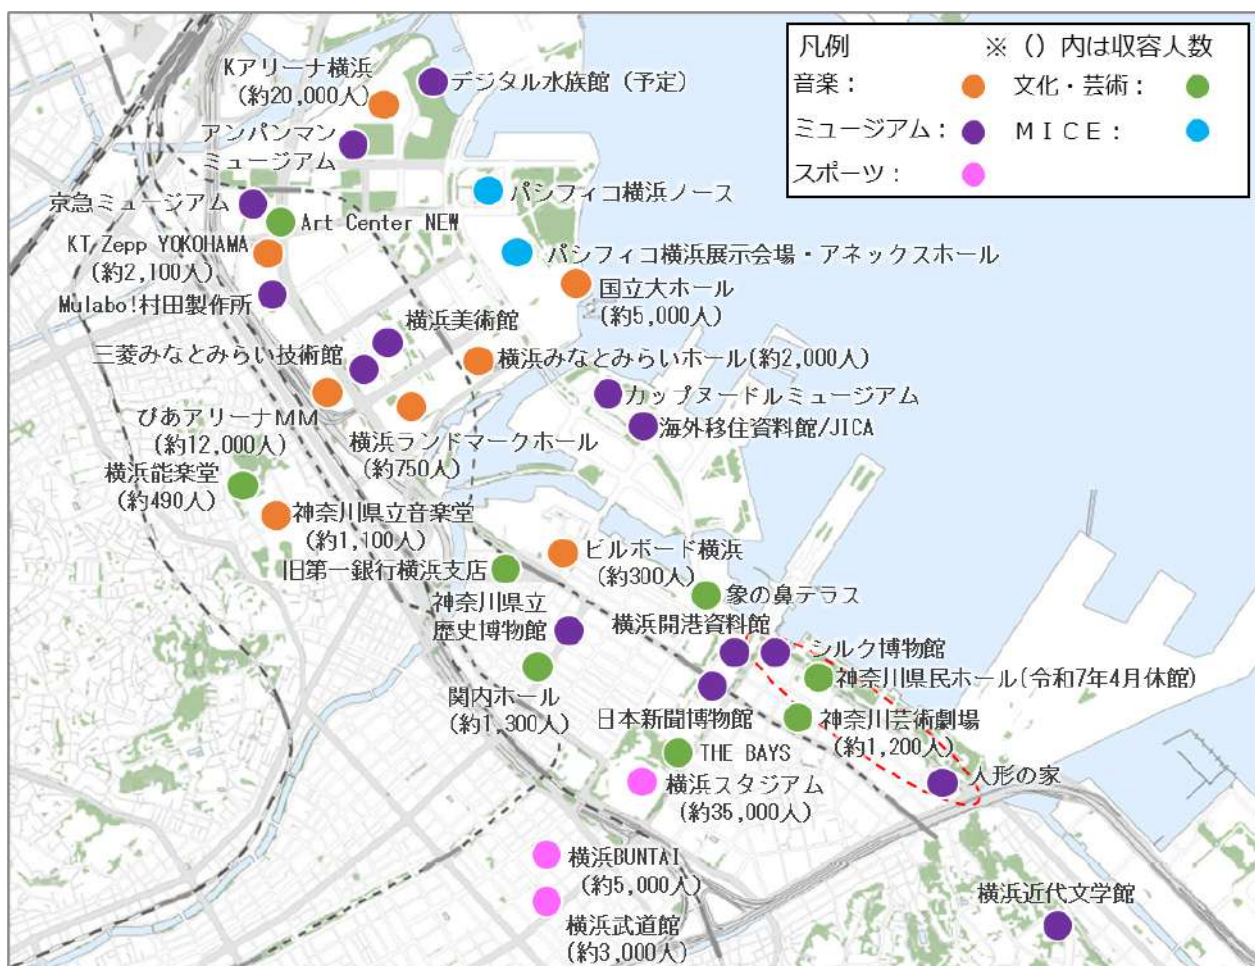 凡例 ※（）内は収容人数
音楽： 文化・芸術：
ミュージアム： ＭＩＣＥ：
スポーツ：
Kアリーナ横浜
(約20,000人)
デジタル水族館（予定）
アンパンマン
ミュージアム
京急ミュージアム
パシフィコ横浜ノース
Art Center NEW
KT Zepp YOKOHAMA
(約2,100人)
パシフィコ横浜展示会場・アネックスホール
国立大ホール
(約5,000人)
Mulabo!村田製作所
横浜美術館
三菱みなとみらい技術館
横浜みなとみらいホール(約2,000人)
カップヌードルミュージアム
海外移住資料館/JICA
ぴあアリーナＭＭ
(約12,000人)
横浜ランドマークホール
(約750人)
横浜能楽堂
(約490人)
神奈川県立音楽堂
(約1,100人)
ビルボード横浜
(約300人)
旧第一銀行横浜支店
象の鼻テラス
神奈川県立
歴史博物館
横浜開港資料館
シルク博物館
神奈川県民ホール(令和7年4月休館)
関内ホール
(約1,300人)
日本新聞博物館
神奈川芸術劇場
(約1,200人)
THE BAYS
横浜スタジアム
(約35,000人)
人形の家
横浜BUNTAI
(約5,000人)
横浜武道館
(約3,000人)
横浜近代文学館